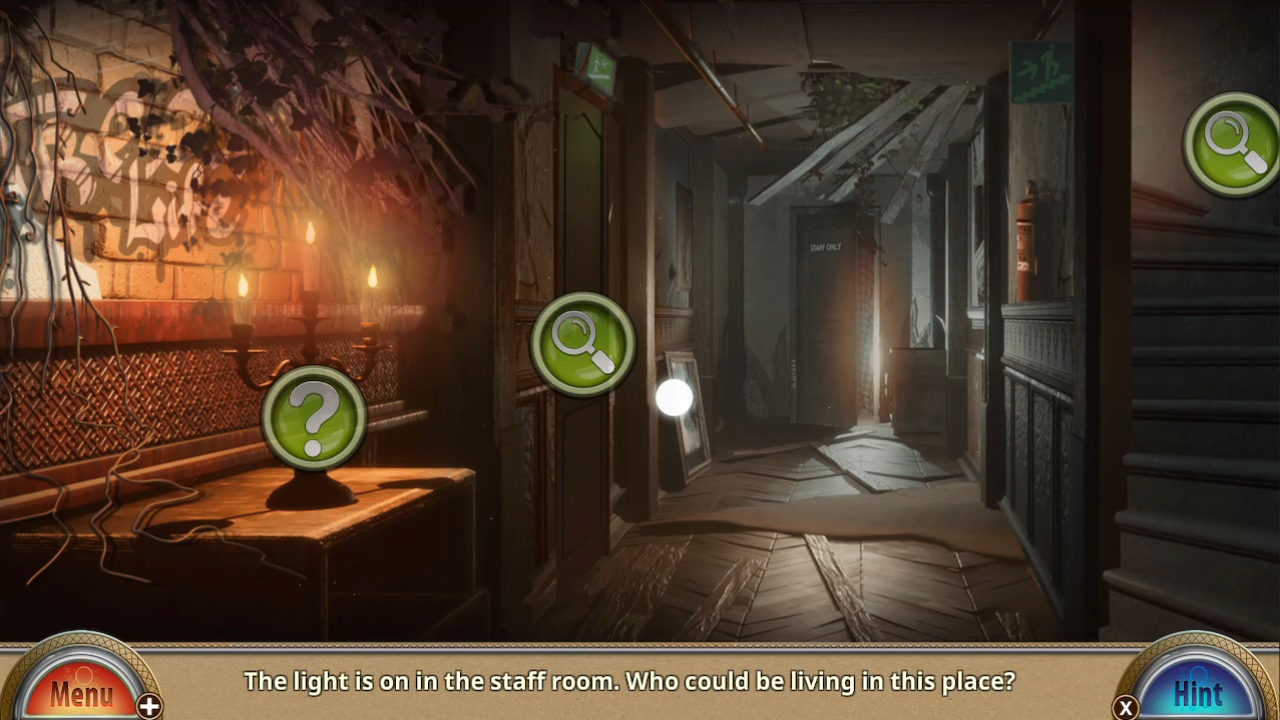 Life
STAFF ONLY
The light is on in the staff room. Who could be living in this place?
Menu
Hint
X